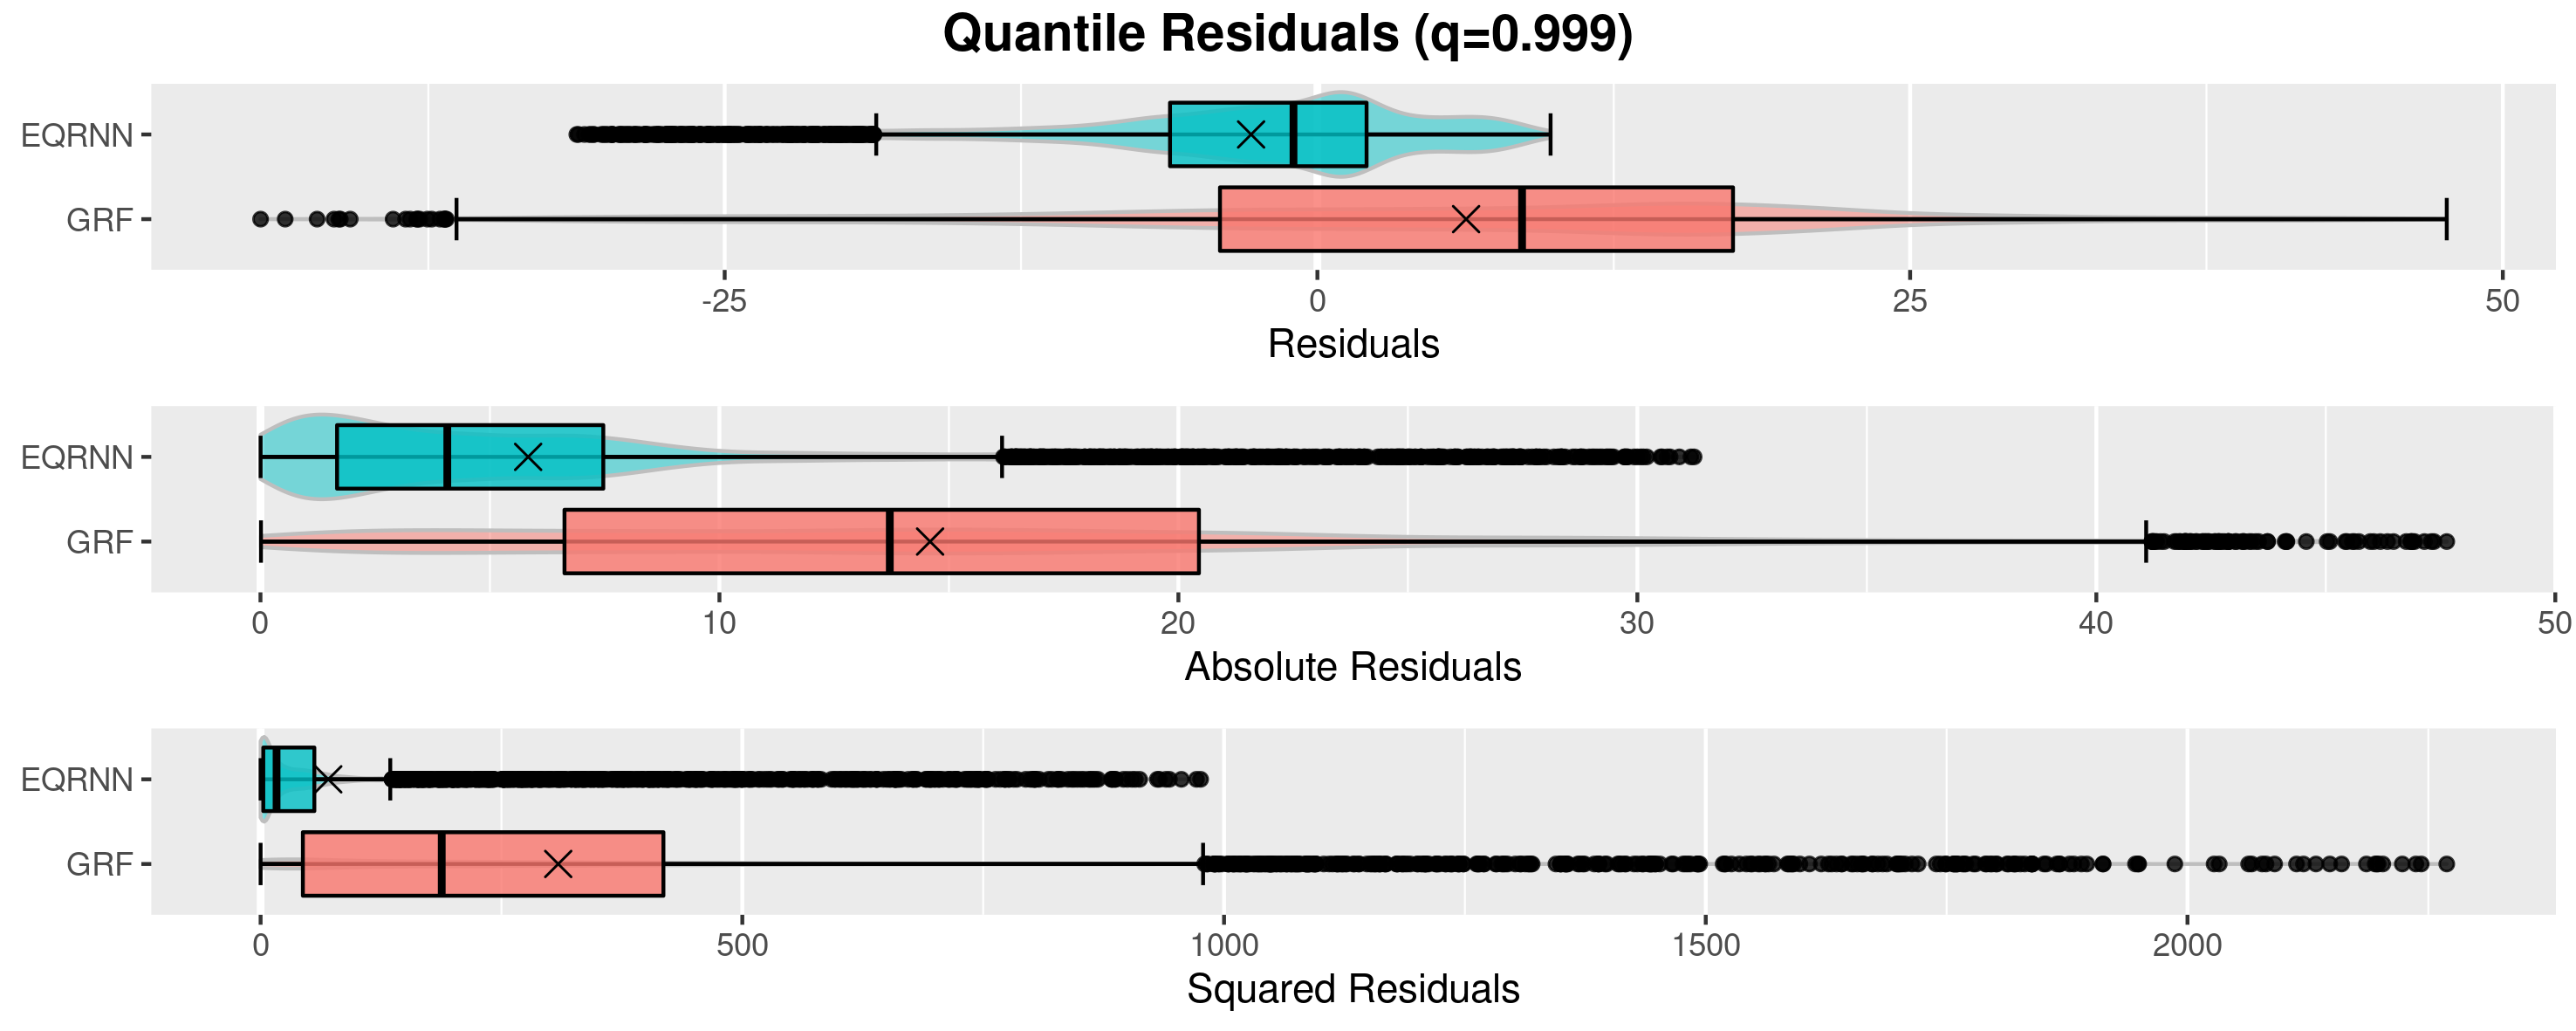 Quantile Residuals (q=0.999)
EQRNN
GRF
-25 0 25 50
Residuals
EQRNN
GRF
0 10 20 30 40 50
Absolute Residuals
EQRNN
GRF
0 500 1000 1500 2000
Squared Residuals